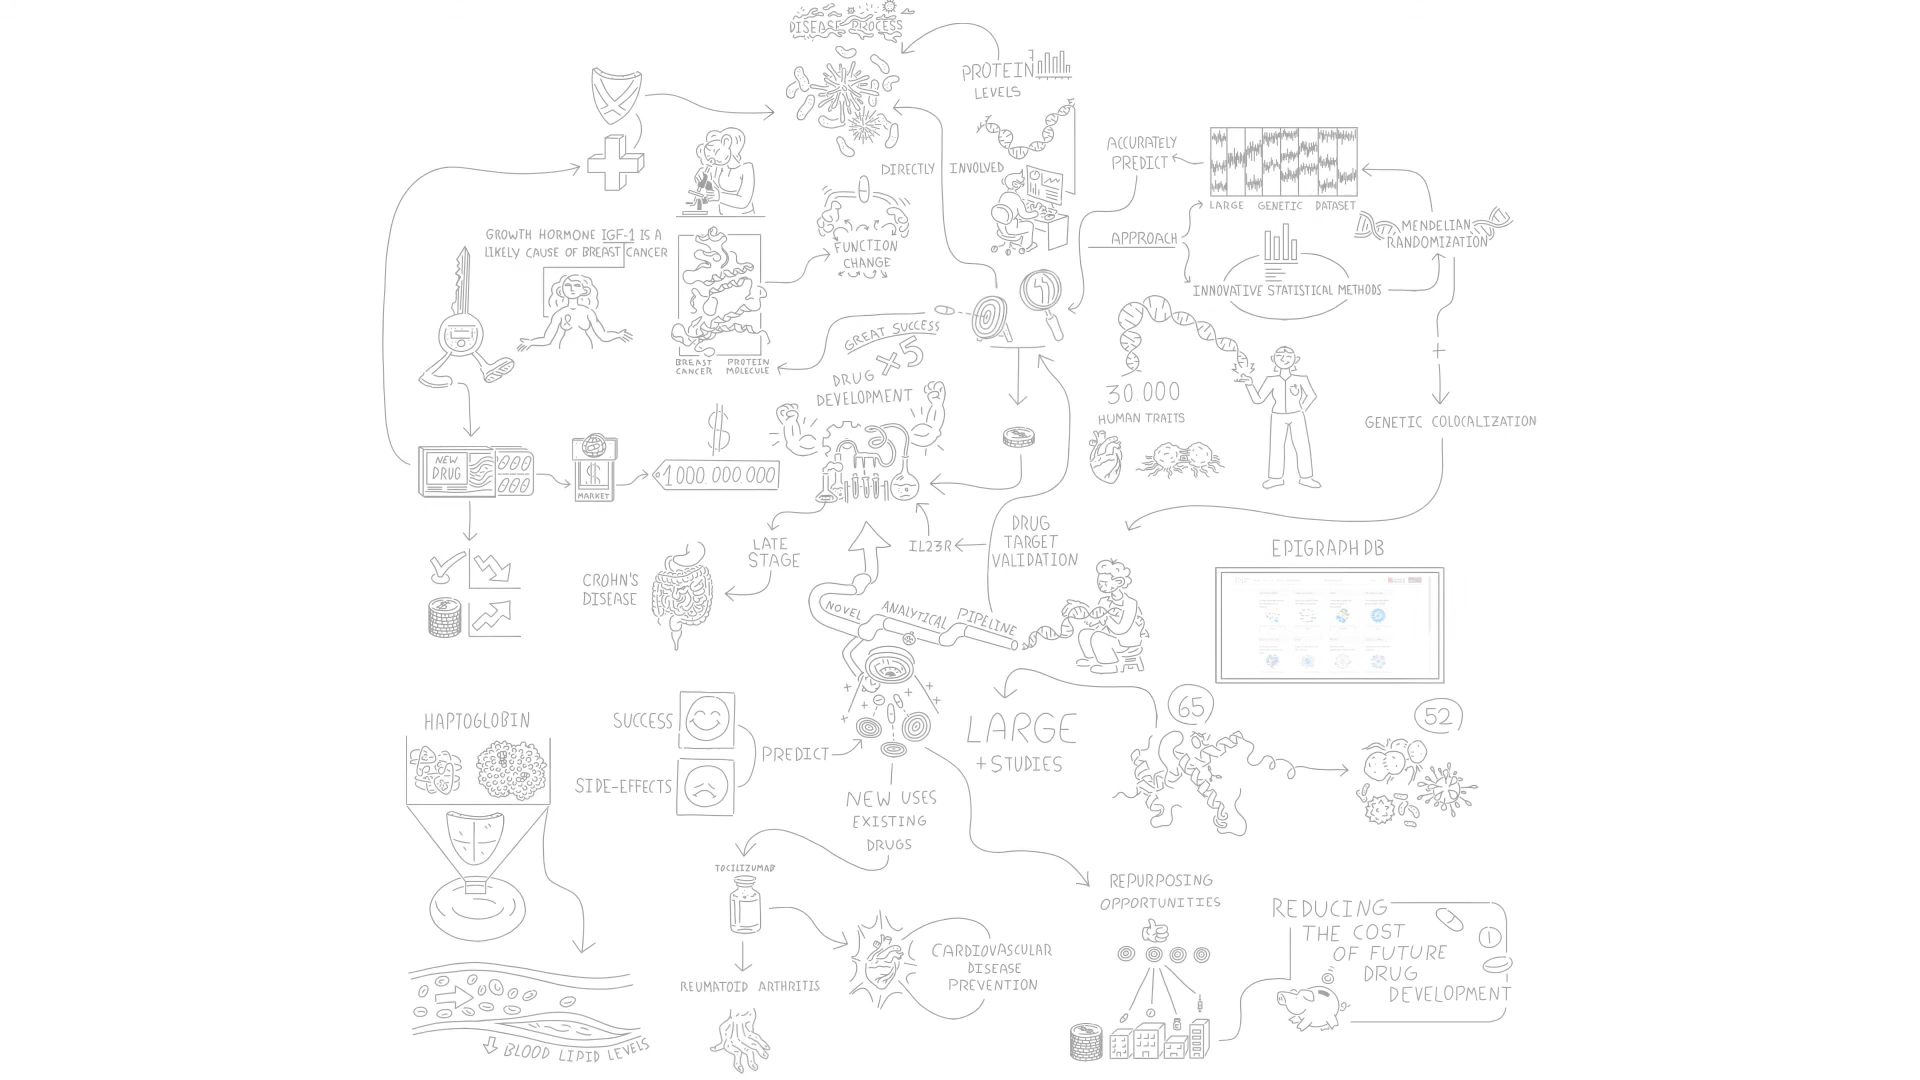 DISEASE PROCESS
PROTEIN
LEVELS
DIRECTLY INVOLVED
ACCURATELY
PREDICT
LARGE GENETIC DATASET
MENDELIAN
RANDOMIZATION
APPROACH
INNOVATIVE STATISTICAL METHODS
GROWTH HORMONE IGF-1 IS A
LIKELY CAUSE OF BREAST CANCER
FUNCTION
CHANGE
BREAST
CANCER
PROTEIN
MOLECULE
GREAT SUCCESS
×5
DRUG
DEVELOPMENT
30.000
HUMAN TRAITS
GENETIC COLOCALIZATION
NEW
DRUG
$
MARKET
$
1 000 000 000
LATE
STAGE
CROHN'S
DISEASE
IL23R
DRUG
TARGET
VALIDATION
NOVEL ANALYTICAL PIPELINE
EPIGRAPH DB
HAPTOGLOBIN
SUCCESS
SIDE-EFFECTS
PREDICT
LARGE
+ STUDIES
65
52
NEW USES
EXISTING
DRUGS
TOCILIZUMAB
REUMATOID ARTHRITIS
CARDIOVASCULAR
DISEASE
PREVENTION
REPURPOSING
OPPORTUNITIES
REDUCING
THE COST
OF FUTURE
DRUG
DEVELOPMENT
BLOOD LIPID LEVELS